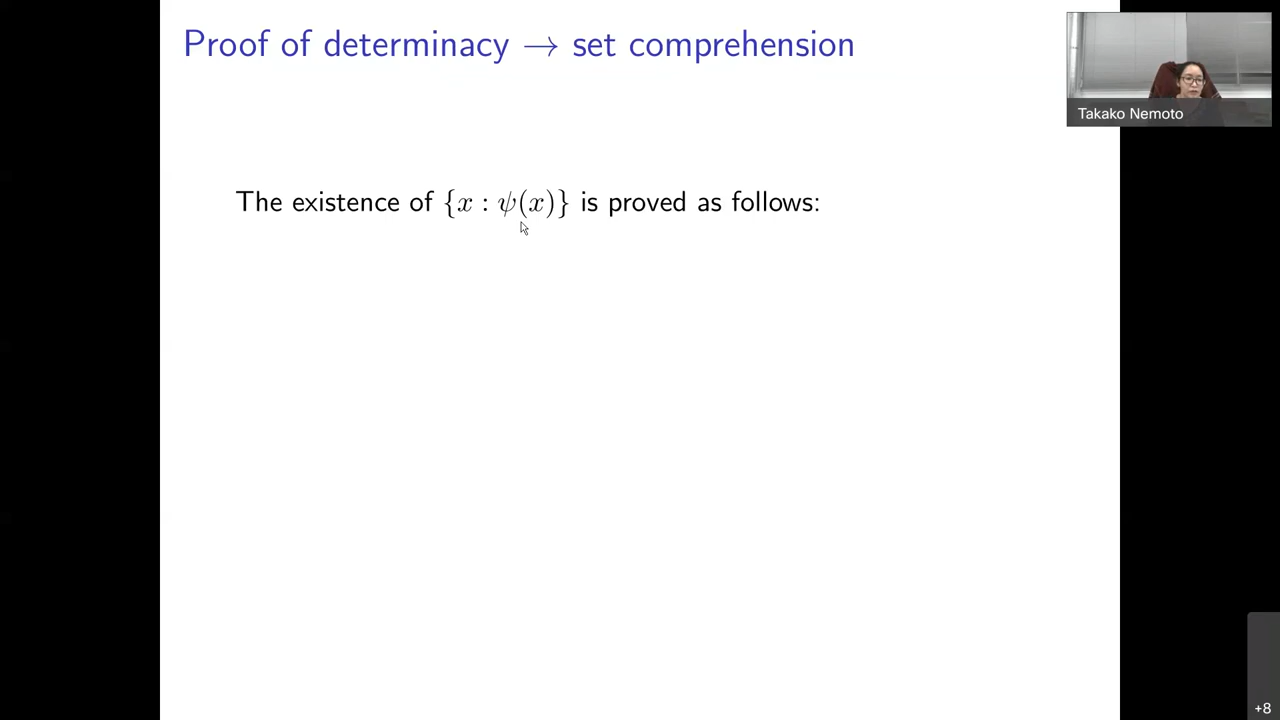 Proof of determinacy → set comprehension
Takako Nemoto
The existence of {x : ψ(x)} is proved as follows:
+8